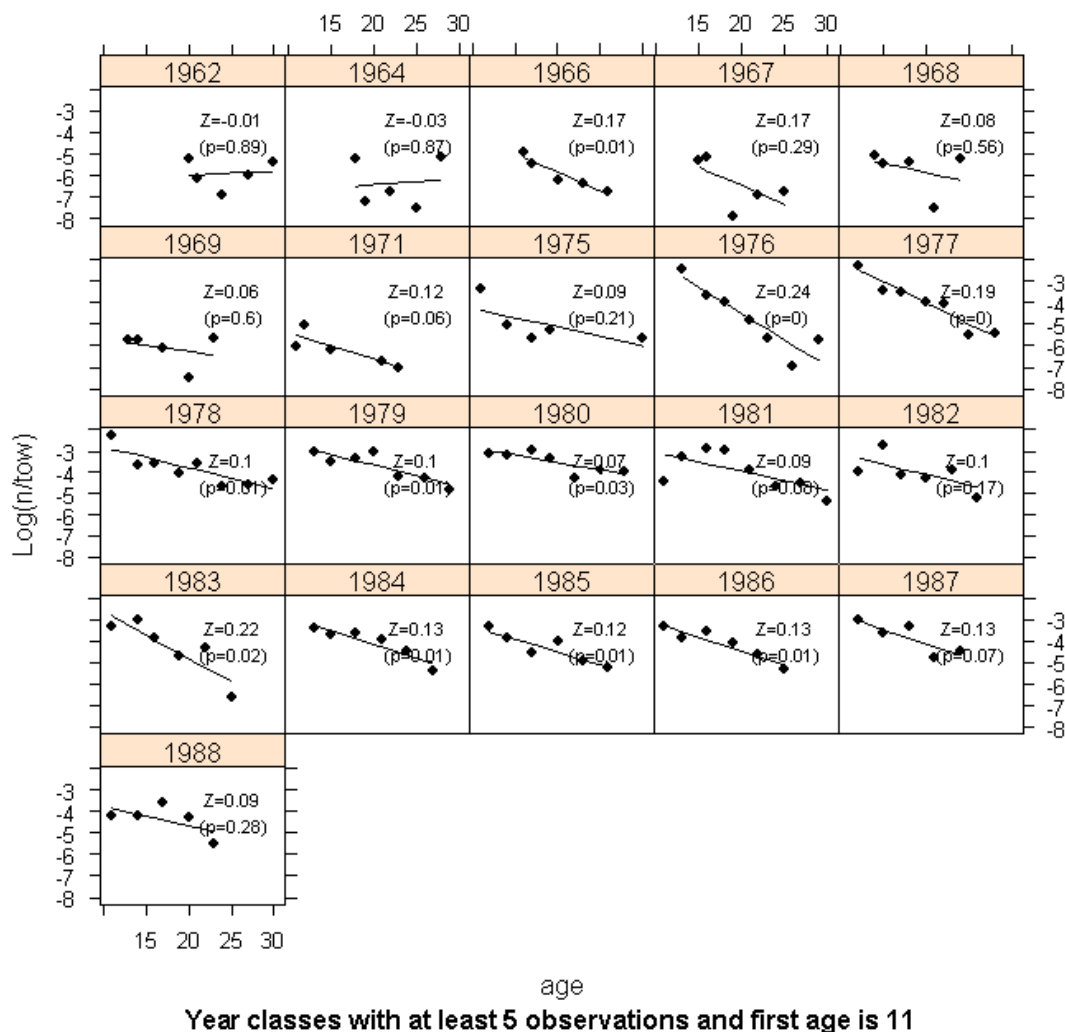 15 20 25 30 15 20 25 30
1962 1964 1966 1967 1968
Z=-0.01 Z=-0.03 Z=0.17 Z=0.17 Z=0.08
(p=0.89) (p=0.87) (p=0.01) (p=0.29) (p=0.56)
-3
-4
-5
-6
-7
-8
1969 1971 1975 1976 1977
Z=0.06 Z=0.12 Z=0.09 Z=0.24 Z=0.19
(p=0.6) (p=0.06) (p=0.21) (p=0) (p=0)
-3
-4
-5
-6
-7
-8
1978 1979 1980 1981 1982
Z=0.1 Z=0.1 Z=0.07 Z=0.09 Z=0.1
(p=0.01) (p=0.01) (p=0.03) (p=0.06) (p=0.17)
-3
-4
-5
-6
-7
-8
1983 1984 1985 1986 1987
Z=0.22 Z=0.13 Z=0.12 Z=0.13 Z=0.13
(p=0.02) (p=0.01) (p=0.01) (p=0.01) (p=0.07)
-3
-4
-5
-6
-7
-8
1988
Z=0.09
(p=0.28)
-3
-4
-5
-6
-7
-8
15 20 25 30
Log(n/tow)
age
Year classes with at least 5 observations and first age is 11